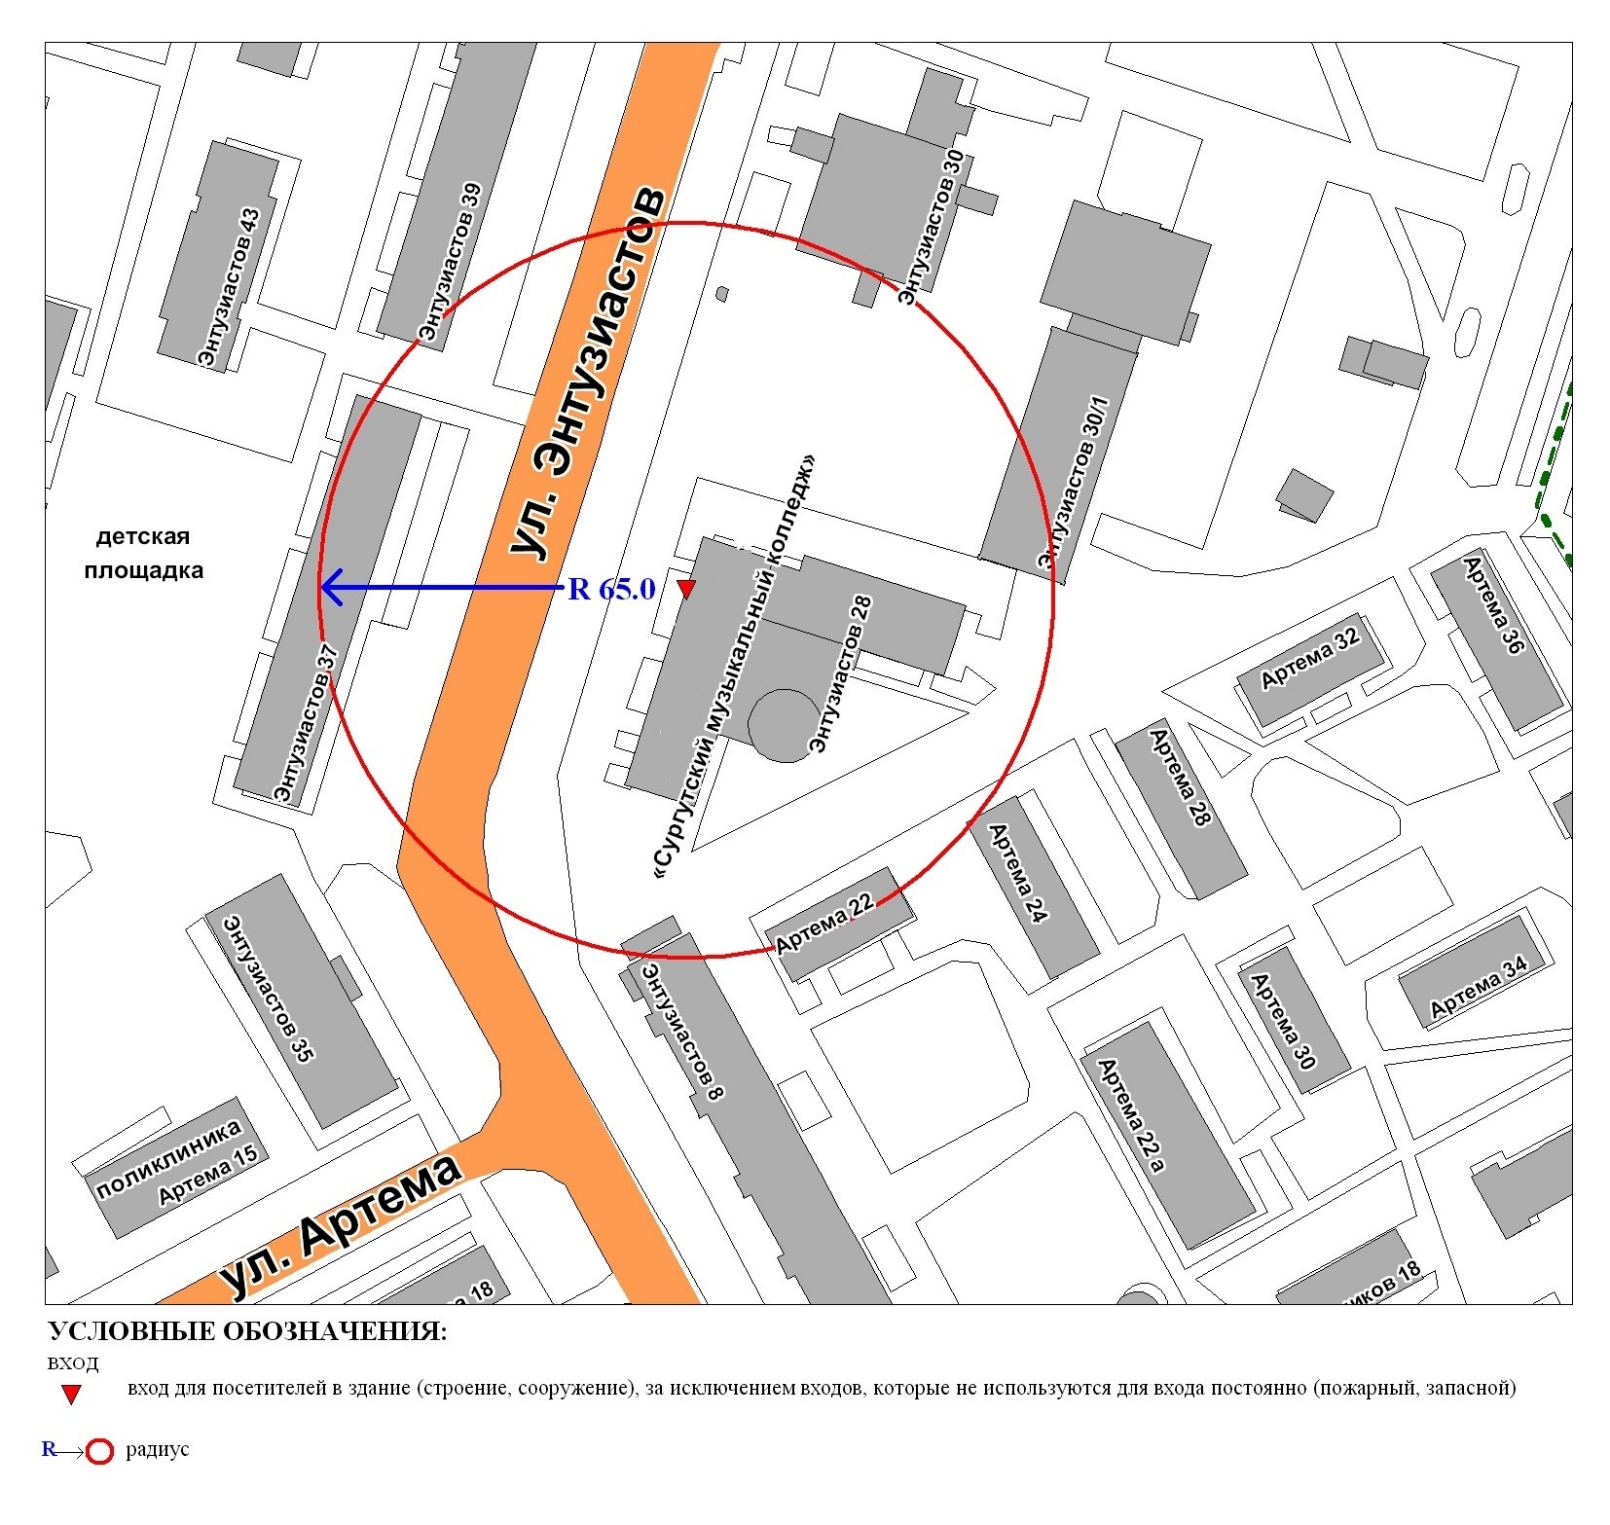 Энтузиастов 43
Энтузиастов 39
ул. Энтузиастов
Энтузиастов 30
Энтузиастов 30/1
детская
площадка
R 65.0
«Сургутский музыкальный колледж»
Энтузиастов 28
Энтузиастов 37
Артема 32
Артема 36
Артема 28
Артема 24
Артема 22
Энтузиастов 35
Энтузиастов 8
Артема 34
Артема 30
Артема 22 а
поликлиника
Артема 15
ул. Артема
а 18
иков 18
УСЛОВНЫЕ ОБОЗНАЧЕНИЯ:
вход
вход для посетителей в здание (строение, сооружение), за исключением входов, которые не используются для входа постоянно (пожарный, запасной)
R
радиус